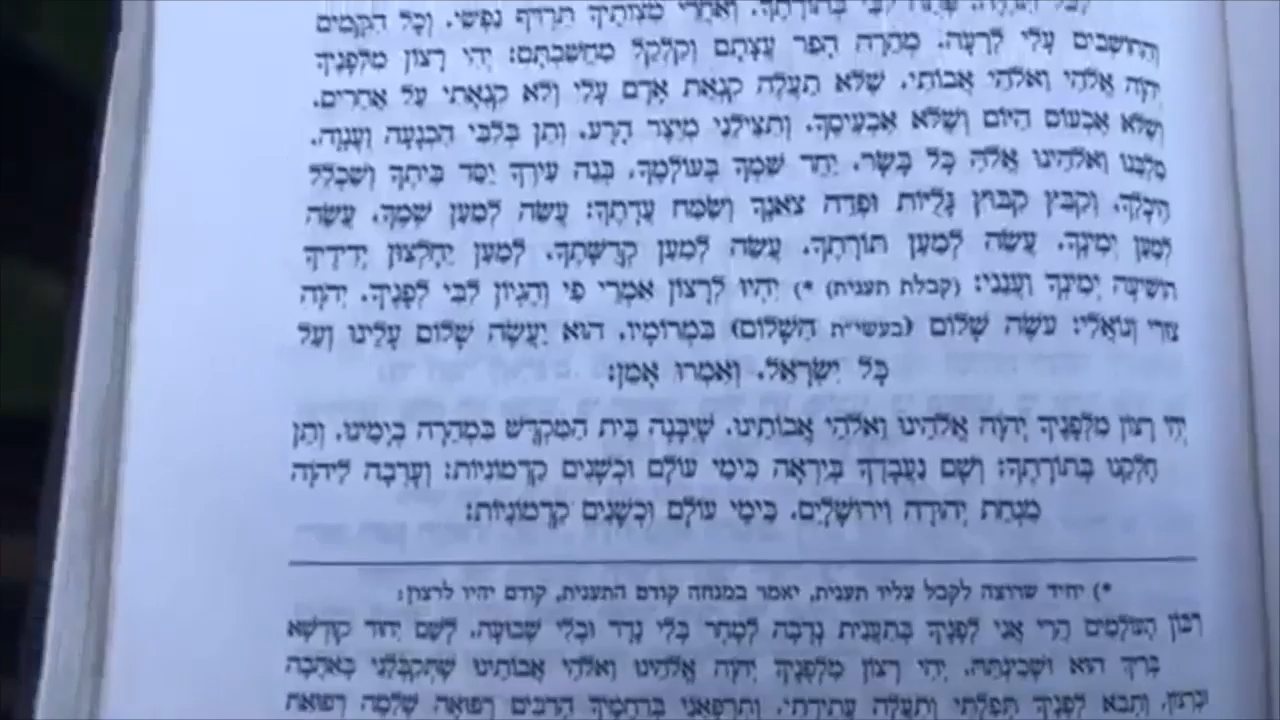 לִבִּי בְּתוֹרָתֶךָ. וְאַחֲרֵי מִצְוֹתֶיךָ תִּרְדֹּף נַפְשִׁי. וְכָל הַקָּמִים
וְהַחוֹשְׁבִים עָלַי לְרָעָה. מְהֵרָה הָפֵר עֲצָתָם וְקַלְקֵל מַחֲשַׁבְתָּם: יְהִי רָצוֹן מִלְּפָנֶיךָ
יְהֹוָה אֱלֹהַי וֵאלֹהֵי אֲבוֹתַי. שֶׁלֹּא תַעֲלֶה קִנְאַת אָדָם עָלַי וְלֹא קִנְאָתִי עַל אֲחֵרִים.
וְשֶׁלֹּא אֶכְעוֹס הַיּוֹם וְשֶׁלֹּא אַכְעִיסֶךָ. וְתַצִּילֵנִי מִיֵּצֶר הָרָע. וְתֵן בְּלִבִּי הַכְנָעָה וַעֲנָוָה.
מַלְכֵּנוּ וֵאלֹהֵינוּ אֱלֹהֵי כָּל בָּשָׂר. יַחֵד שִׁמְךָ בְּעוֹלָמֶךָ. בְּנֵה עִירְךָ יַסֵּד בֵּיתְךָ וְשַׁכְלֵל
הֵיכָלֶךָ. וְקַבֵּץ קִבּוּץ גָּלֻיּוֹת וּפְדֵה צֹאנְךָ וְשַׂמַּח עֲדָתֶךָ: עֲשֵׂה לְמַעַן שְׁמֶךָ. עֲשֵׂה
לְמַעַן יְמִינֶךָ. עֲשֵׂה לְמַעַן תּוֹרָתֶךָ. עֲשֵׂה לְמַעַן קְדֻשָּׁתֶךָ. לְמַעַן יֵחָלְצוּן יְדִידֶיךָ
הוֹשִׁיעָה יְמִינְךָ וַעֲנֵנִי: (קבלת תענית) *) יִהְיוּ לְרָצוֹן אִמְרֵי פִי וְהֶגְיוֹן לִבִּי לְפָנֶיךָ. יְהֹוָה
צוּרִי וְגוֹאֲלִי: עֹשֶׂה שָׁלוֹם (בעשי״ת הַשָּׁלוֹם) בִּמְרוֹמָיו. הוּא יַעֲשֶׂה שָׁלוֹם עָלֵינוּ וְעַל
כָּל יִשְׂרָאֵל. וְאִמְרוּ אָמֵן:
יְהִי רָצוֹן מִלְּפָנֶיךָ יְהֹוָה אֱלֹהֵינוּ וֵאלֹהֵי אֲבוֹתֵינוּ. שֶׁיִּבָּנֶה בֵּית הַמִּקְדָּשׁ בִּמְהֵרָה בְיָמֵינוּ. וְתֵן
חֶלְקֵנוּ בְּתוֹרָתֶךָ: וְשָׁם נַעֲבָדְךָ בְּיִרְאָה כִּימֵי עוֹלָם וּכְשָׁנִים קַדְמוֹנִיּוֹת: וְעָרְבָה לַיהֹוָה
מִנְחַת יְהוּדָה וִירוּשָׁלָיִם. כִּימֵי עוֹלָם וּכְשָׁנִים קַדְמוֹנִיּוֹת:
*) יחיד שרוצה לקבל עליו תענית, יאמר במנחה קודם התענית, קודם יהיו לרצון:
רִבּוֹן הָעוֹלָמִים הֲרֵי אֲנִי לְפָנֶיךָ בְּתַעֲנִית נְדָבָה לְמָחָר בְּלִי נֶדֶר וּבְלִי שְׁבוּעָה. לְשֵׁם יִחוּד קוּדְשָׁא
בְּרִךְ הוּא וּשְׁכִינְתֵּהּ. יְהִי רָצוֹן מִלְּפָנֶיךָ יְהֹוָה אֱלֹהֵינוּ וֵאלֹהֵי אֲבוֹתֵינוּ שֶׁתְּקַבְּלֵנִי בְּאַהֲבָה
וּבְרָצוֹן. וְתָבֹא לְפָנֶיךָ תְּפִלָּתִי וְתַעֲלֶה עֲתִירָתִי. וְתִרְפָּאֵנִי בְּרַחֲמֶיךָ הָרַבִּים רְפוּאָה שְׁלֵמָה רְפוּאַת